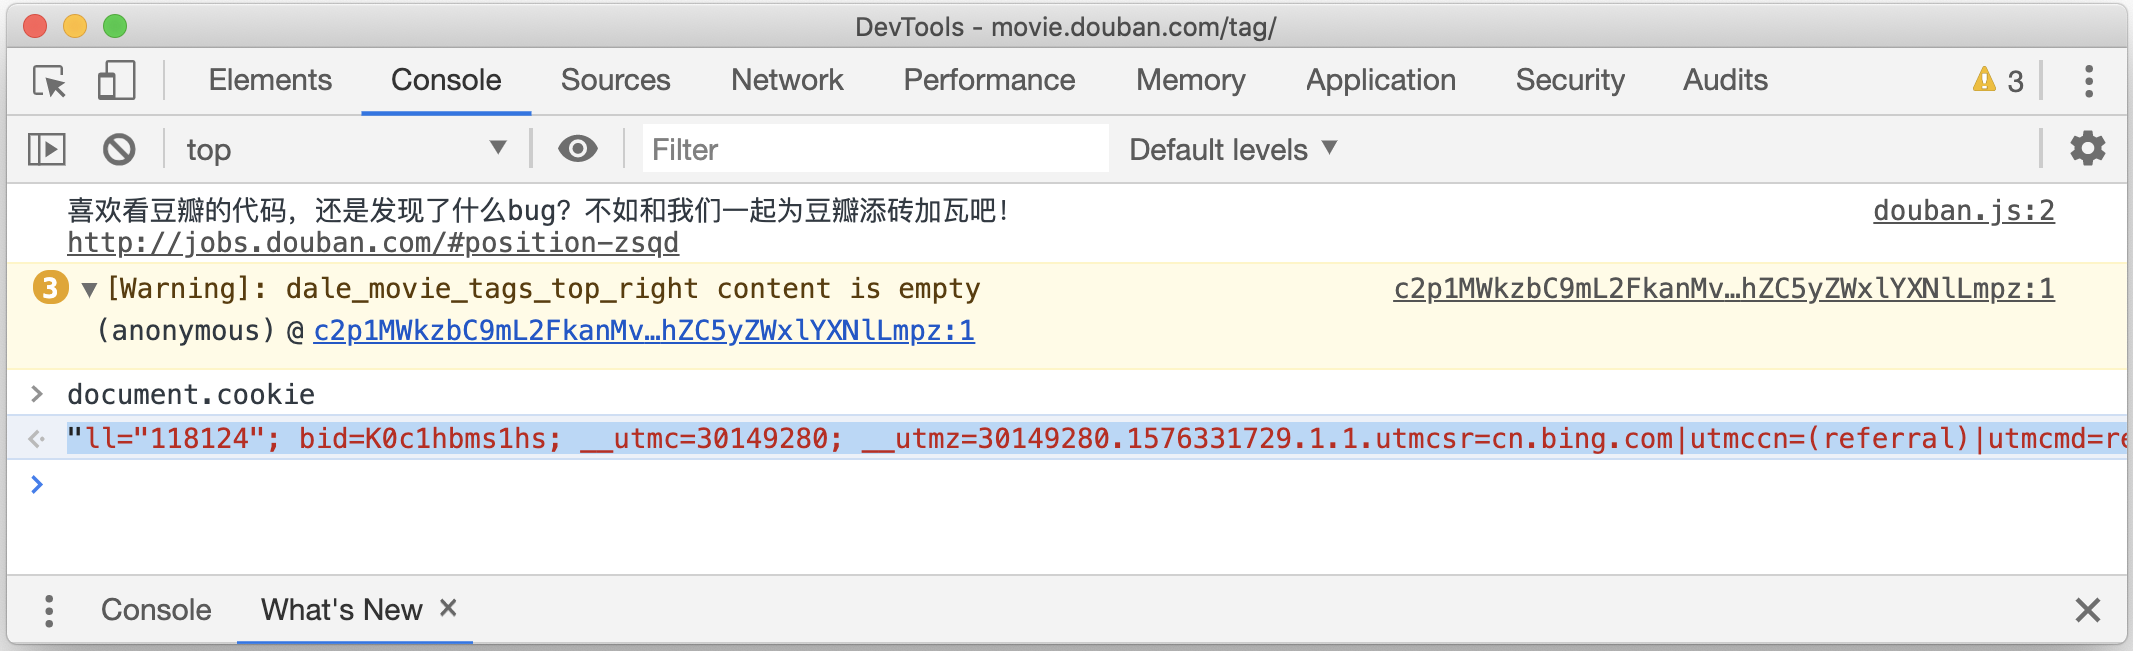 DevTools - movie.douban.com/tag/
Elements Console Sources Network Performance Memory Application Security Audits 3
top Filter Default levels
喜欢看豆瓣的代码，还是发现了什么bug？不如和我们一起为豆瓣添砖加瓦吧！ douban.js:2
http://jobs.douban.com/#position-zsqd
3 [Warning]: dale_movie_tags_top_right content is empty c2p1MWkzbC9mL2FkanMv…hZC5yZWxlYXNlLmpz:1
(anonymous) @ c2p1MWkzbC9mL2FkanMv…hZC5yZWxlYXNlLmpz:1
> document.cookie
"ll="118124"; bid=K0c1hbms1hs; __utmc=30149280; __utmz=30149280.1576331729.1.1.utmcsr=cn.bing.com|utmccn=(referral)|utmcmd=re
>
Console What's New ×